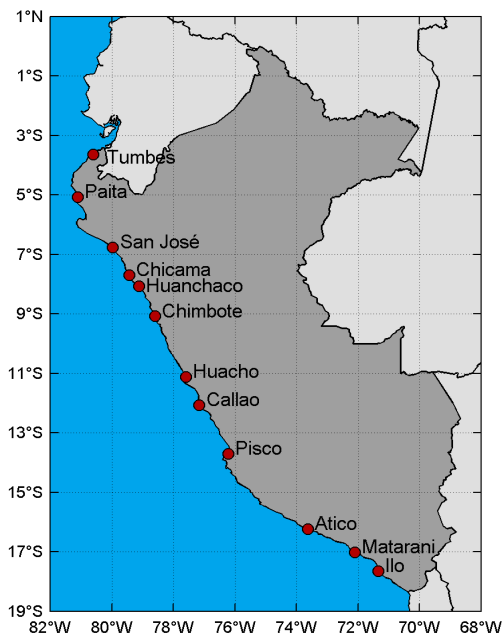 1°N
1°S
3°S
Tumbes
5°S
Paita
San José
7°S
Chicama
Huanchaco
9°S
Chimbote
11°S
Huacho
Callao
13°S
Pisco
15°S
Atico
17°S
Matarani
Ilo
19°S
82°W 80°W 78°W 76°W 74°W 72°W 70°W 68°W